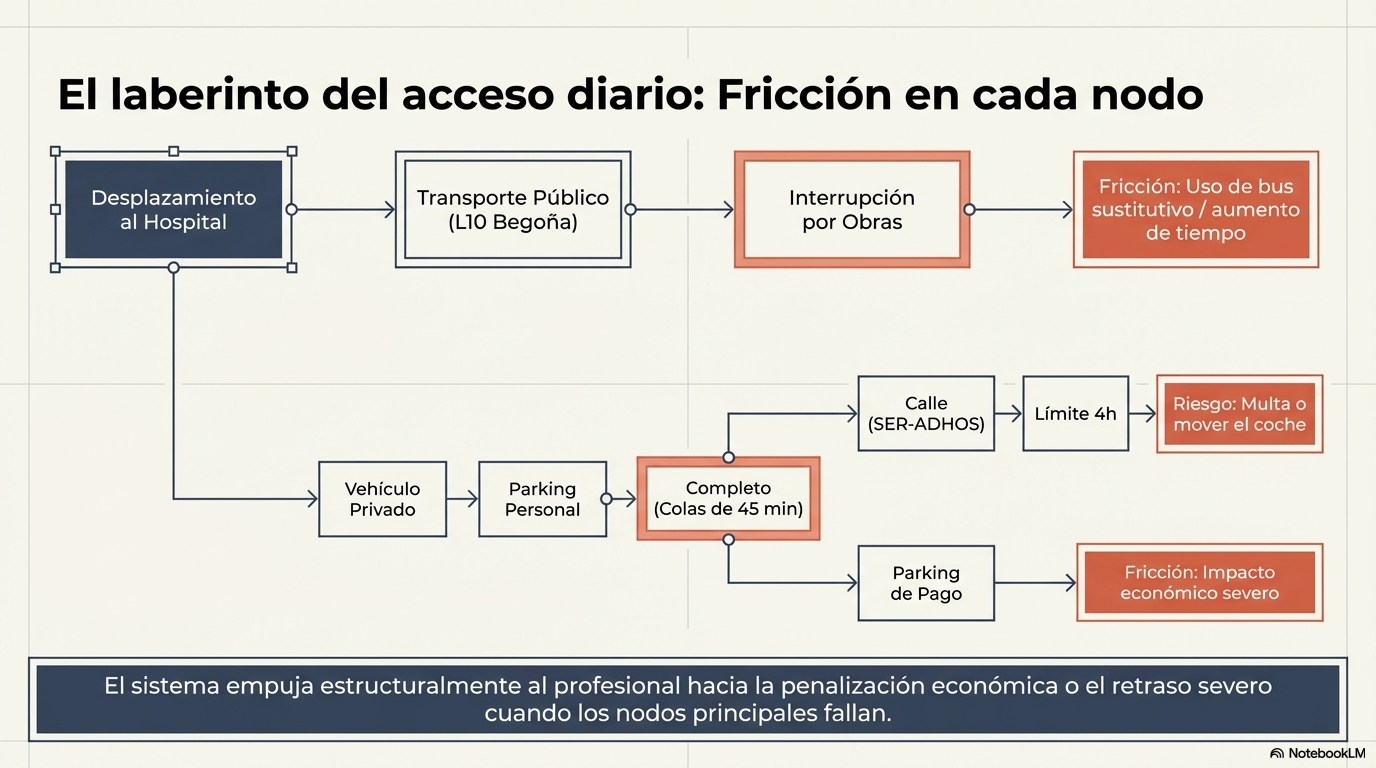 El laberinto del acceso diario: Fricción en cada nodo
Desplazamiento
al Hospital
Transporte Público
(L10 Begoña)
Interrupción
por Obras
Fricción: Uso de bus
sustitutivo / aumento
de tiempo
Vehículo
Privado
Parking
Personal
Completo
(Colas de 45 min)
Calle
(SER-ADHOS)
Límite 4h
Riesgo: Multa o
mover el coche
Parking
de Pago
Fricción: Impacto
económico severo
El sistema empuja estructuralmente al profesional hacia la penalización económica o el retraso severo
cuando los nodos principales fallan.
NotebookLM